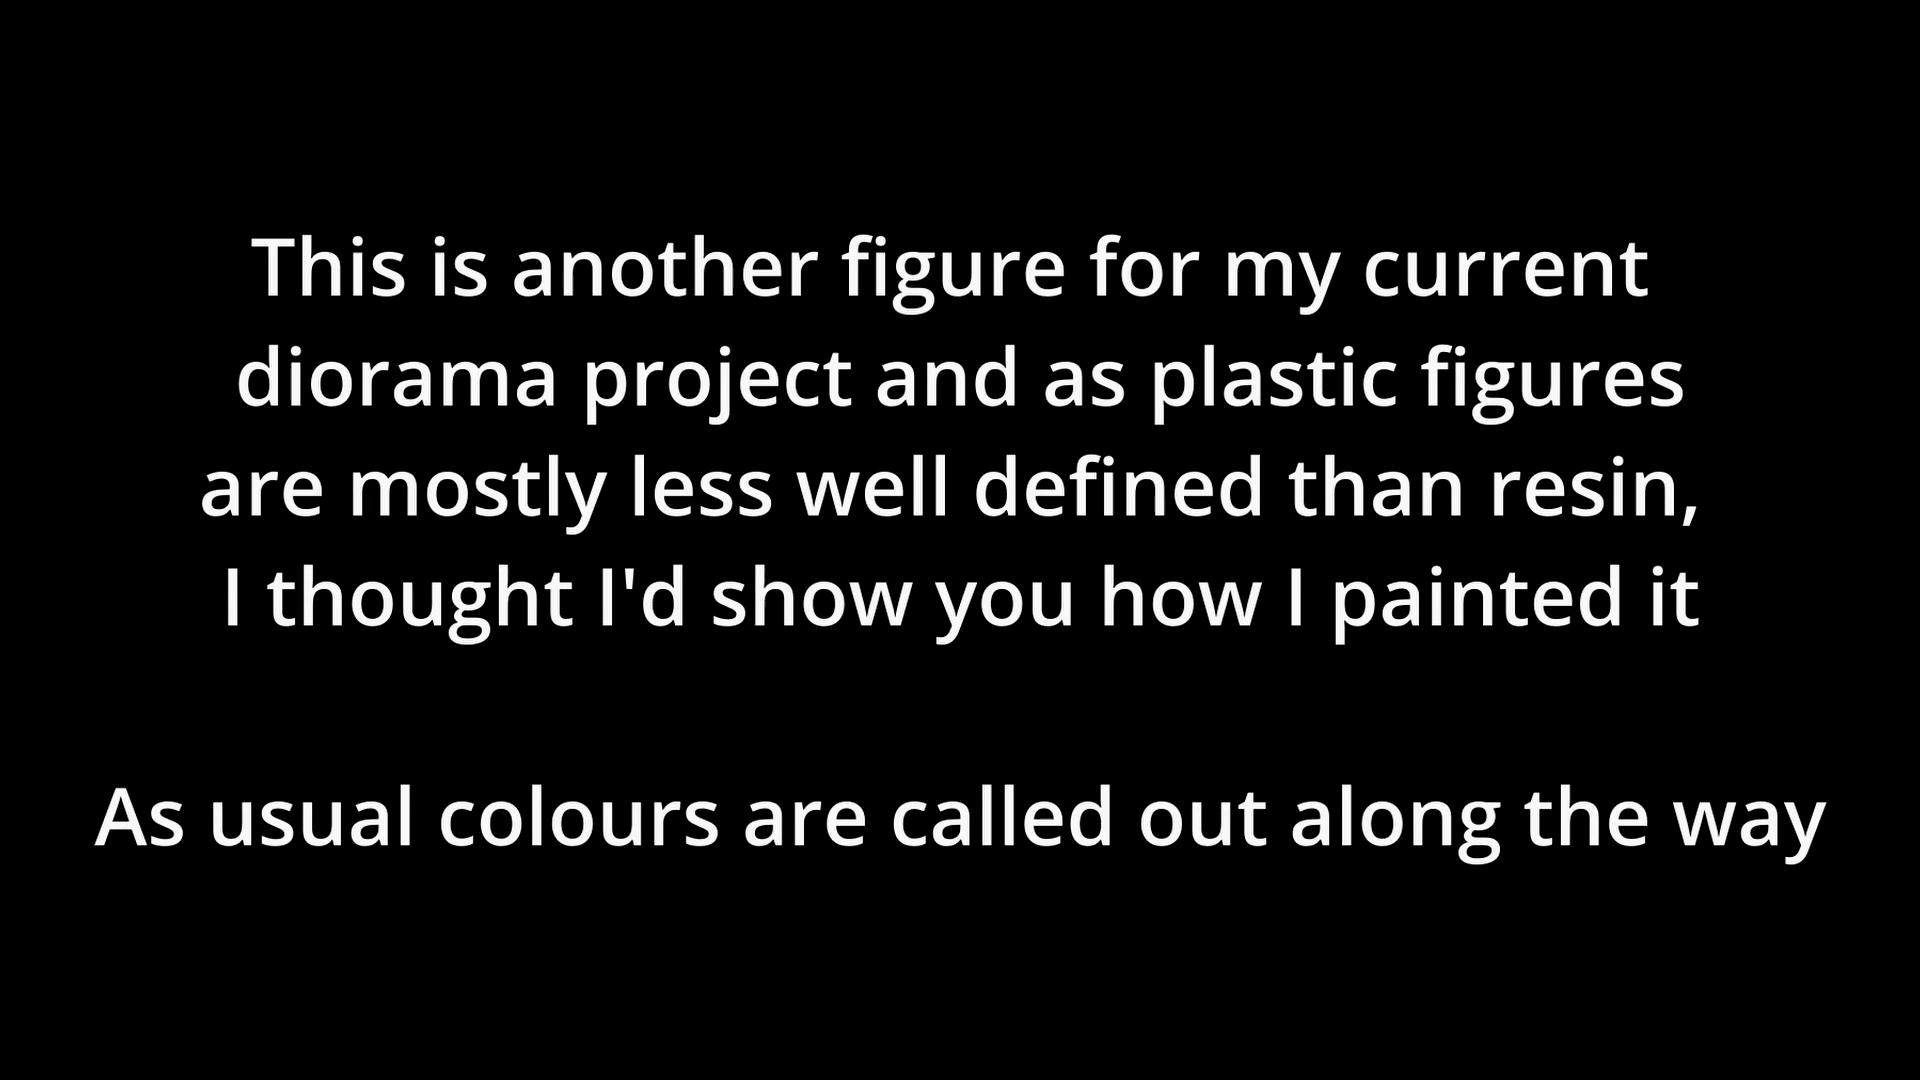 This is another figure for my current
diorama project and as plastic figures
are mostly less well defined than resin,
I thought I'd show you how I painted it
As usual colours are called out along the way